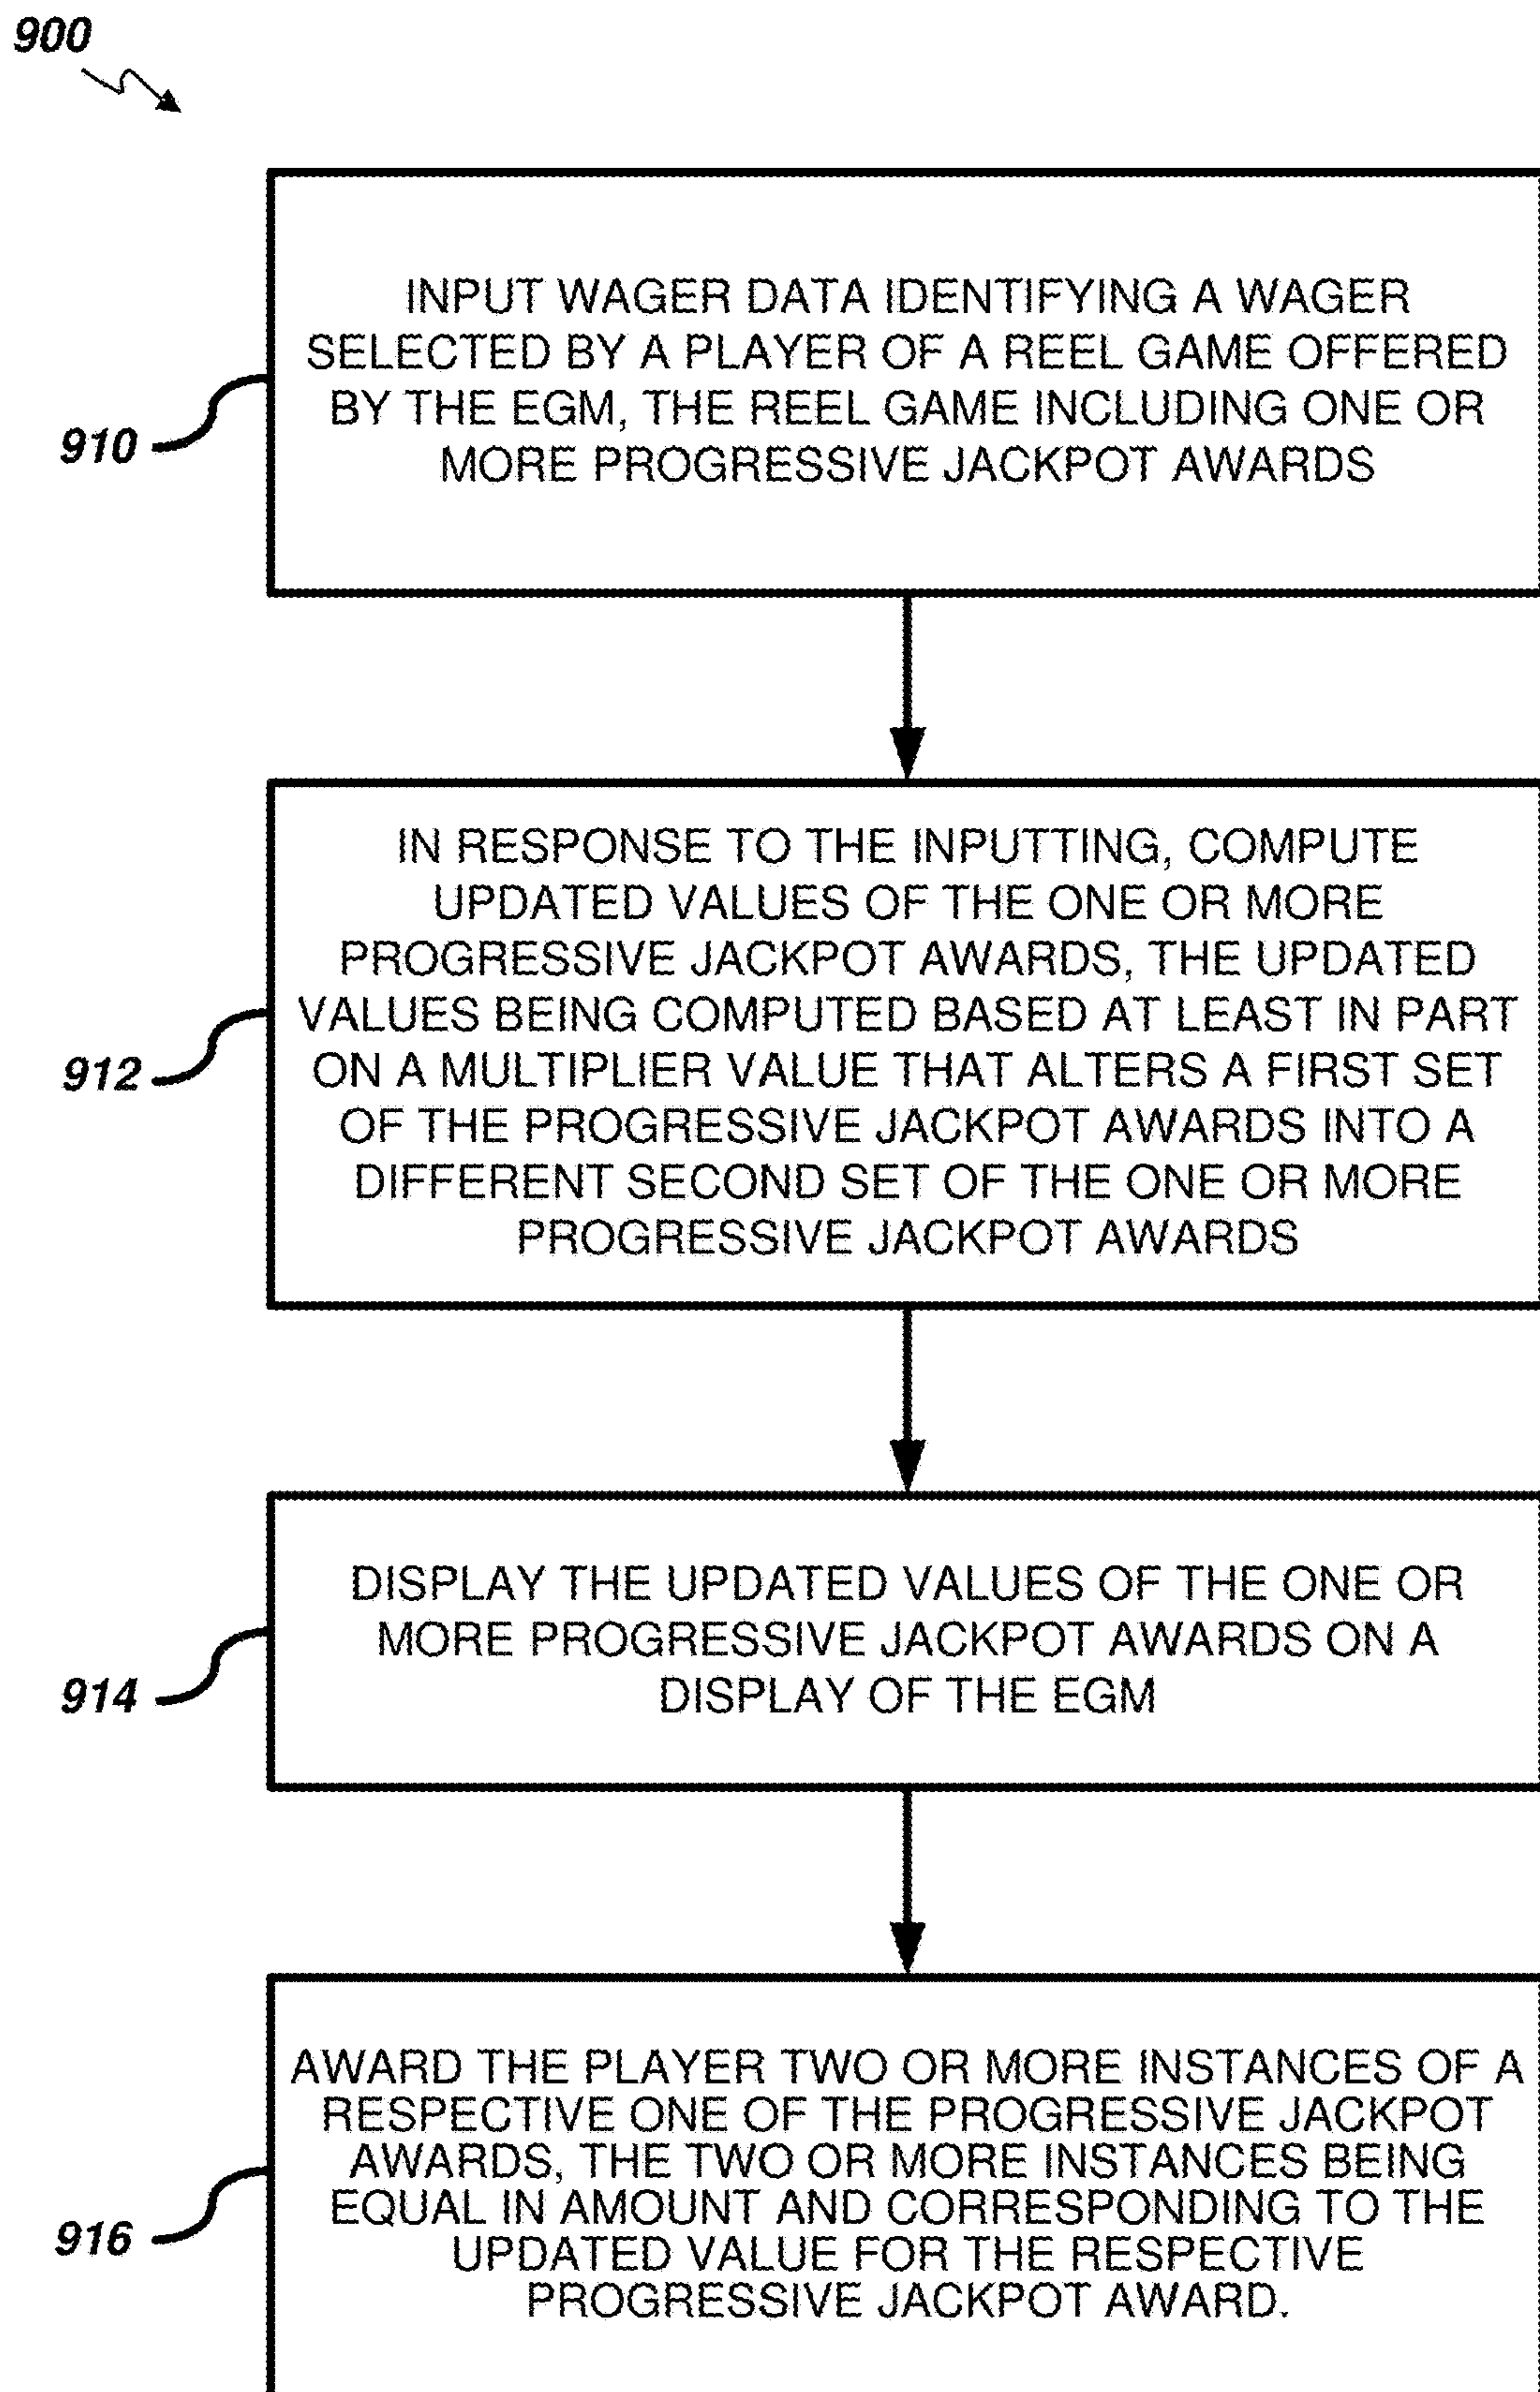 900
INPUT WAGER DATA IDENTIFYING A WAGER
SELECTED BY A PLAYER OF A REEL GAME OFFERED
BY THE EGM, THE REEL GAME INCLUDING ONE OR
MORE PROGRESSIVE JACKPOT AWARDS
910
IN RESPONSE TO THE INPUTTING, COMPUTE
UPDATED VALUES OF THE ONE OR MORE
PROGRESSIVE JACKPOT AWARDS, THE UPDATED
VALUES BEING COMPUTED BASED AT LEAST IN PART
ON A MULTIPLIER VALUE THAT ALTERS A FIRST SET
OF THE PROGRESSIVE JACKPOT AWARDS INTO A
DIFFERENT SECOND SET OF THE ONE OR MORE
PROGRESSIVE JACKPOT AWARDS
912
DISPLAY THE UPDATED VALUES OF THE ONE OR
MORE PROGRESSIVE JACKPOT AWARDS ON A
DISPLAY OF THE EGM
914
AWARD THE PLAYER TWO OR MORE INSTANCES OF A
RESPECTIVE ONE OF THE PROGRESSIVE JACKPOT
AWARDS, THE TWO OR MORE INSTANCES BEING
EQUAL IN AMOUNT AND CORRESPONDING TO THE
UPDATED VALUE FOR THE RESPECTIVE
PROGRESSIVE JACKPOT AWARD.
916